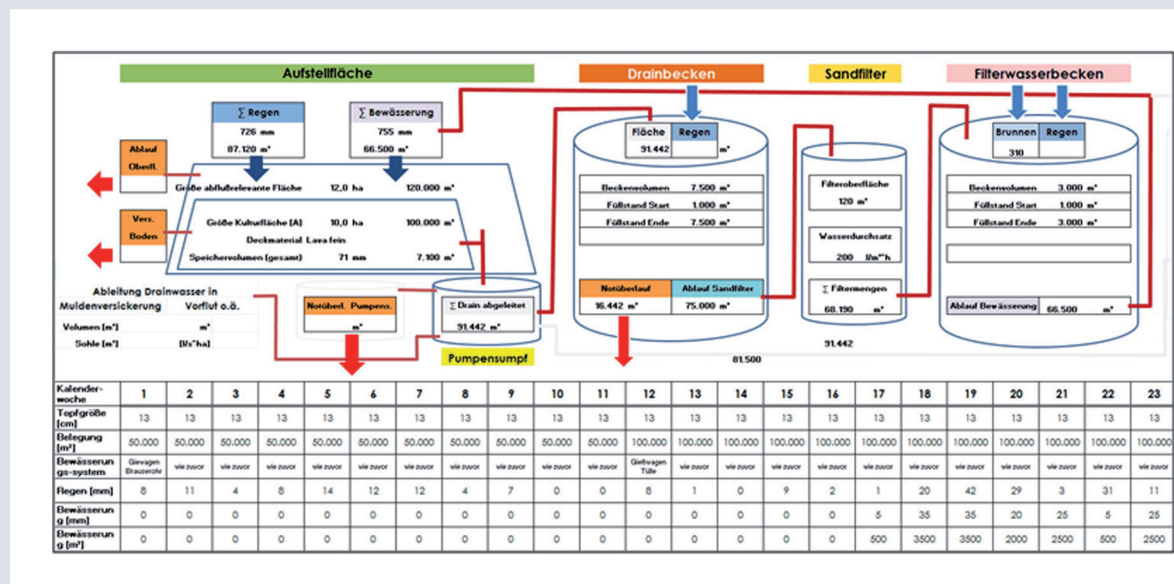 Aufstellfläche
Drainbecken
Sandfilter
Filterwasserbecken
∑ Regen
726 mm
87.120 m³
∑ Bewässerung
755 mm
66.500 m³
Ablauf
Oberfl.
Größe abflußrelevante Fläche 12,0 ha 120.000 m²
Vers.
Boden
Größe Kulturfläche [A] 10,0 ha 100.000 m²
Deckmaterial Lava fein
Speichervolumen (gesamt) 71 mm 7.100 m³
Ableitung Drainwasser in
Muldenversickerung Vorflut o.ä.
Volumen [m³] m³
Sohle [m²] [l/s*ha]
Notüberl. Pumpens.
m³
∑ Drain abgeleitet
91.442 m³
Pumpensumpf
Fläche Regen
91.442 m³
Beckenvolumen 7.500 m³
Füllstand Start 1.000 m³
Füllstand Ende 7.500 m³
Notüberlauf Ablauf Sandfilter
16.442 m³ 75.000 m³
81.500
Filteroberfläche
120 m²
Wasserdurchsatz
200 l/m²*h
∑ Filtermengen
68.190 m³
91.442
Brunnen Regen
310
Beckenvolumen 3.000 m³
Füllstand Start 1.000 m³
Füllstand Ende 3.000 m³
Ablauf Bewässerung 66.500 m³
Kalender-
woche 1 2 3 4 5 6 7 8 9 10 11 12 13 14 15 16 17 18 19 20 21 22 23
Topfgröße
[cm] 13 13 13 13 13 13 13 13 13 13 13 13 13 13 13 13 13 13 13 13 13 13 13
Belegung
[m²] 50.000 50.000 50.000 50.000 50.000 50.000 50.000 50.000 50.000 50.000 50.000 100.000 100.000 100.000 100.000 100.000 100.000 100.000 100.000 100.000 100.000 100.000 100.000
Bewässerun
gs-system Giewagen Brauserohr wie zuvor wie zuvor wie zuvor wie zuvor wie zuvor wie zuvor wie zuvor wie zuvor wie zuvor wie zuvor Gießwagen Tülle wie zuvor wie zuvor wie zuvor wie zuvor wie zuvor wie zuvor wie zuvor wie zuvor wie zuvor wie zuvor wie zuvor
Regen [mm] 8 11 4 8 14 12 12 4 7 0 0 8 1 0 9 2 1 20 42 29 3 31 11
Bewässerun
g [mm] 0 0 0 0 0 0 0 0 0 0 0 0 0 0 0 0 5 35 35 20 25 5 25
Bewässerun
g [m³] 0 0 0 0 0 0 0 0 0 0 0 0 0 0 0 0 500 3500 3500 2000 2500 500 2500